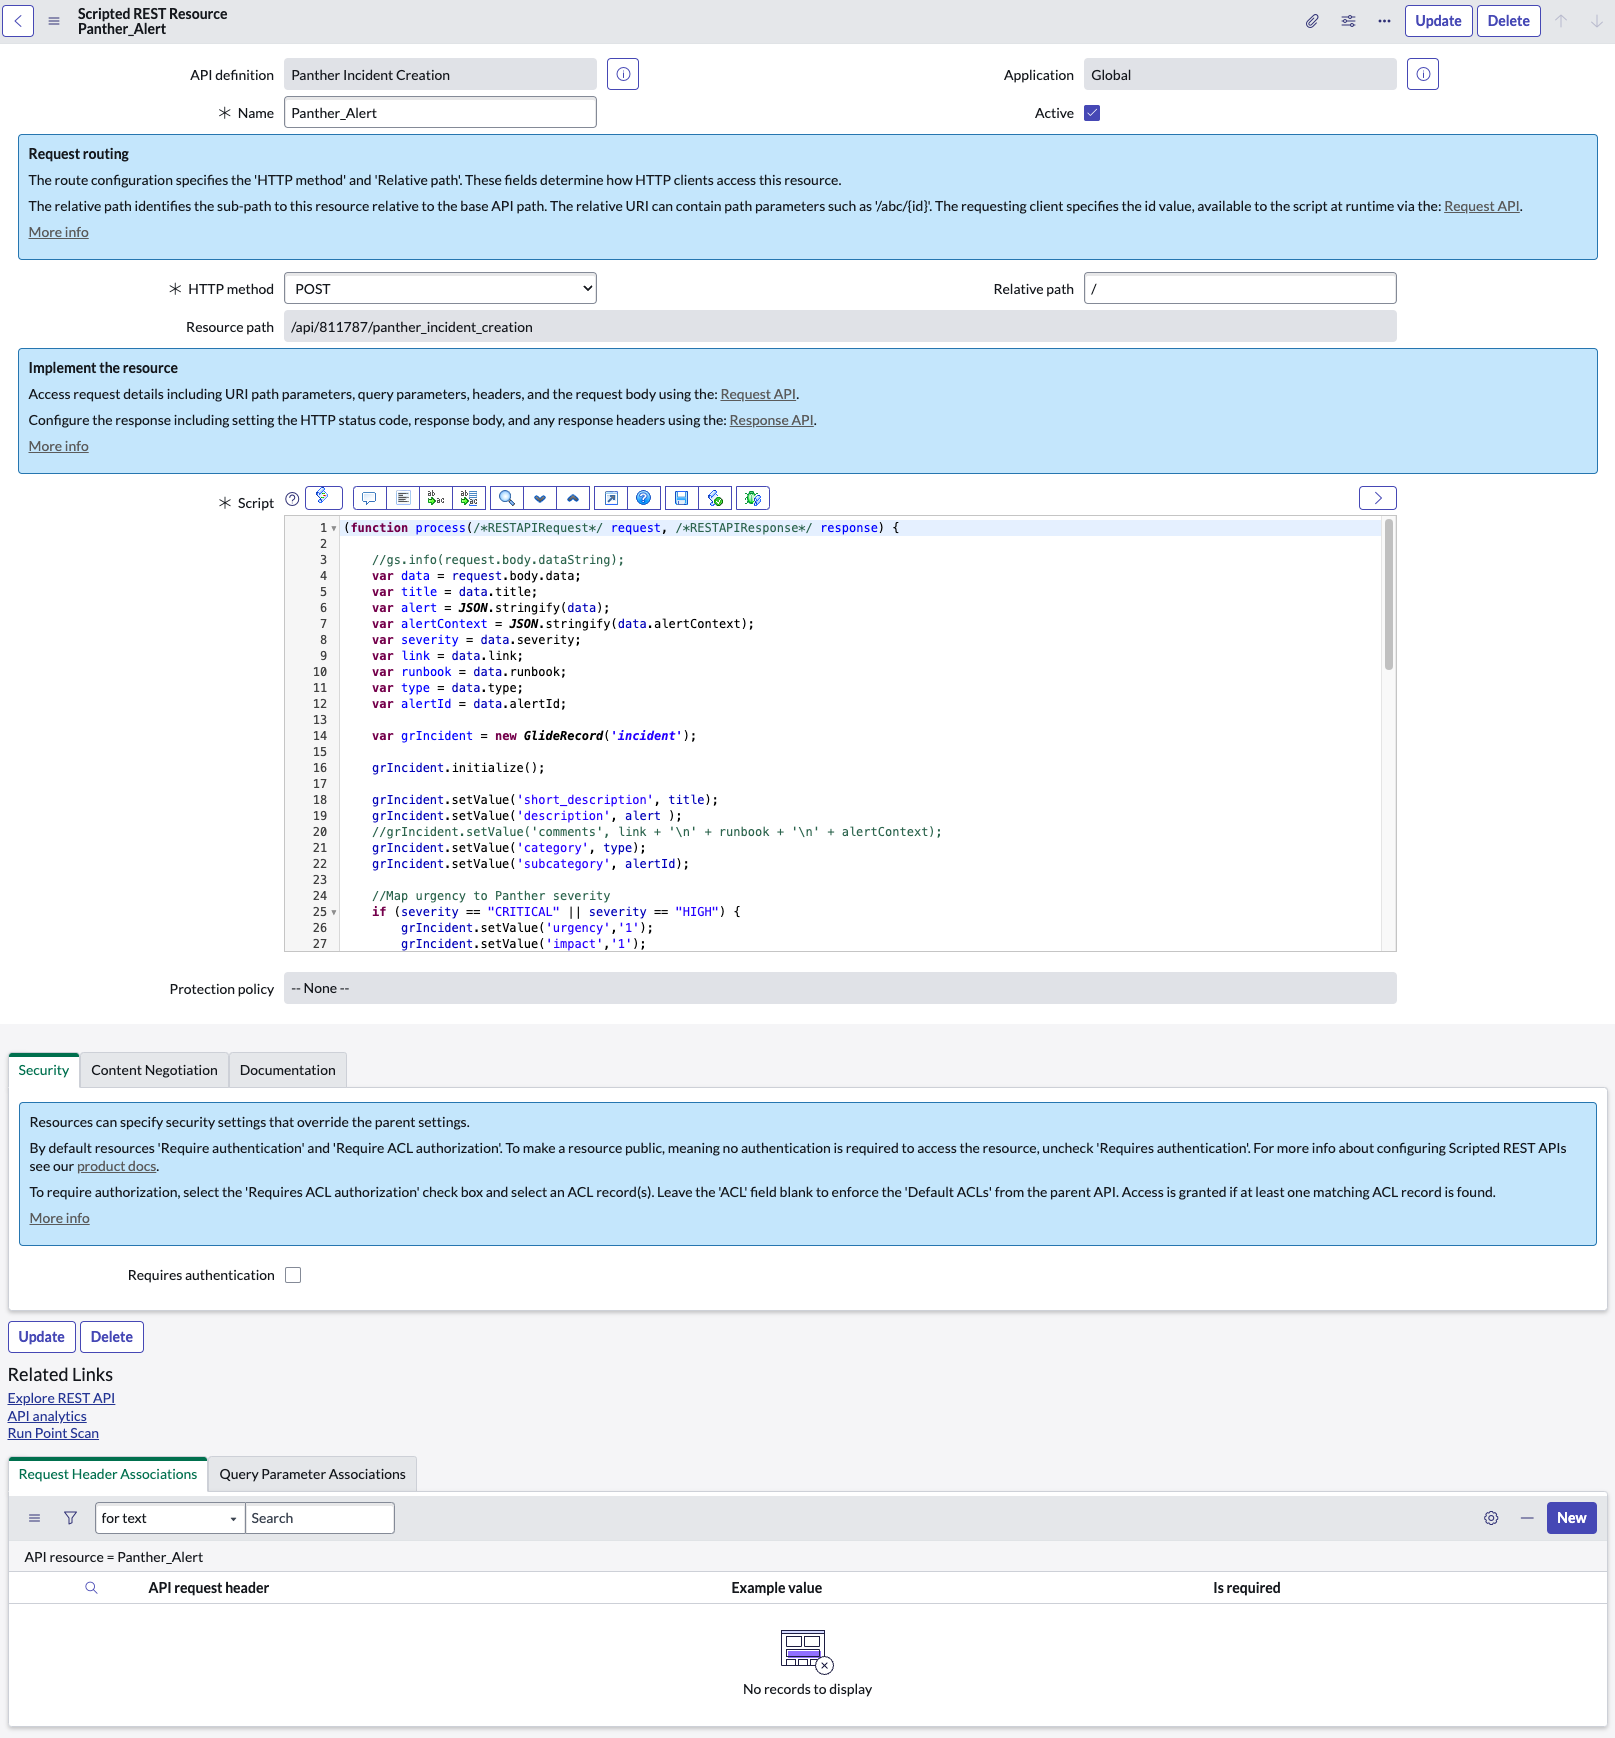 Scripted REST Resource
Panther_Alert
Update
Delete
API definition
Panther Incident Creation
Application
Global
Name
Panther_Alert
Active
Request routing
The route configuration specifies the 'HTTP method' and 'Relative path'. These fields determine how HTTP clients access this resource.
The relative path identifies the sub-path to this resource relative to the base API path. The relative URI can contain path parameters such as '/abc/{id}'. The requesting client specifies the id value, available to the script at runtime via the: Request API.
More info
HTTP method
POST
Relative path
/
Resource path
/api/811787/panther_incident_creation
Implement the resource
Access request details including URI path parameters, query parameters, headers, and the request body using the: Request API.
Configure the response including setting the HTTP status code, response body, and any response headers using the: Response API.
More info
Script
1 (function process(/*RESTAPIRequest*/ request, /*RESTAPIResponse*/ response) {
2
3 //gs.info(request.body.dataString);
4 var data = request.body.data;
5 var title = data.title;
6 var alert = JSON.stringify(data);
7 var alertContext = JSON.stringify(data.alertContext);
8 var severity = data.severity;
9 var link = data.link;
10 var runbook = data.runbook;
11 var type = data.type;
12 var alertId = data.alertId;
13
14 var grIncident = new GlideRecord('incident');
15
16 grIncident.initialize();
17
18 grIncident.setValue('short_description', title);
19 grIncident.setValue('description', alert );
20 //grIncident.setValue('comments', link + '\n' + runbook + '\n' + alertContext);
21 grIncident.setValue('category', type);
22 grIncident.setValue('subcategory', alertId);
23
24 //Map urgency to Panther severity
25 if (severity == "CRITICAL" || severity == "HIGH") {
26 grIncident.setValue('urgency','1');
27 grIncident.setValue('impact','1');
Protection policy
-- None --
Security
Content Negotiation
Documentation
Resources can specify security settings that override the parent settings.
By default resources 'Require authentication' and 'Require ACL authorization'. To make a resource public, meaning no authentication is required to access the resource, uncheck 'Requires authentication'. For more info about configuring Scripted REST APIs
see our product docs.
To require authorization, select the 'Requires ACL authorization' check box and select an ACL record(s). Leave the 'ACL' field blank to enforce the 'Default ACLs' from the parent API. Access is granted if at least one matching ACL record is found.
More info
Requires authentication
Update
Delete
Related Links
Explore REST API
API analytics
Run Point Scan
Request Header Associations
Query Parameter Associations
for text
Search
New
API resource = Panther_Alert
API request header
Example value
Is required
No records to display